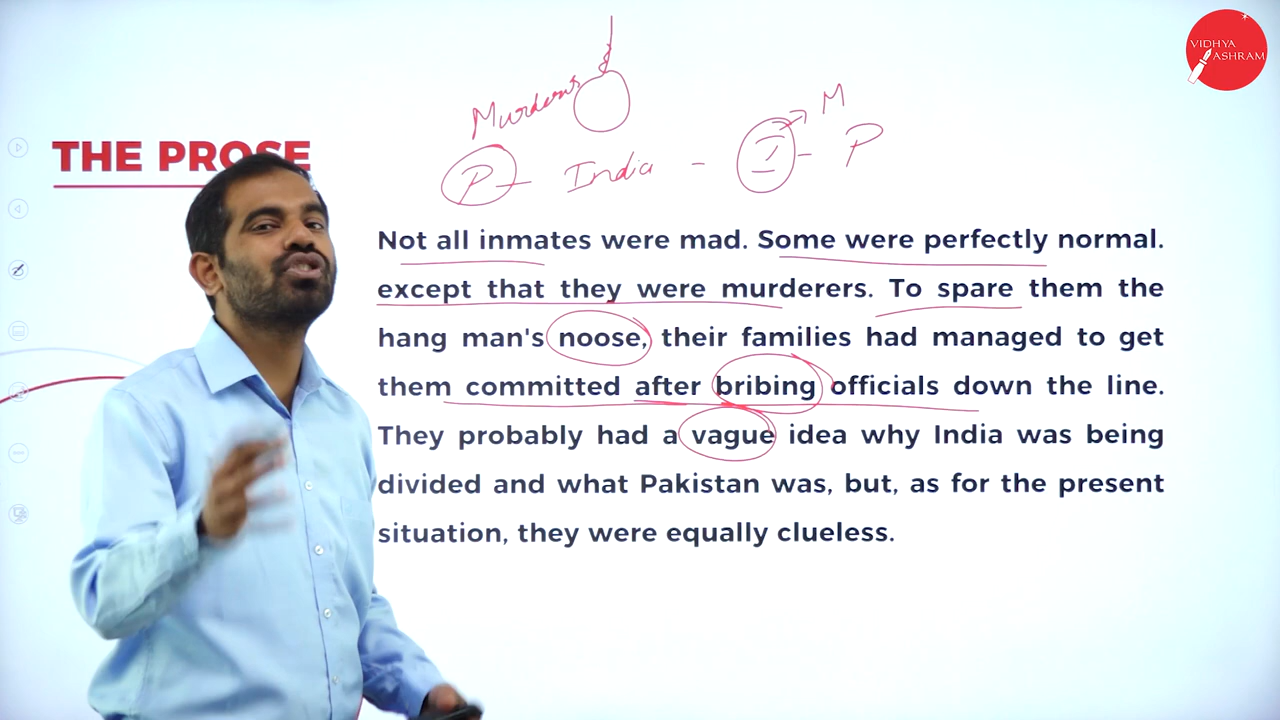 VIDHYA
ASHRAM
Murderers
M
P - India - I - P
THE PROSE
Not all inmates were mad. Some were perfectly normal.
except that they were murderers. To spare them the
hang man's noose, their families had managed to get
them committed after bribing officials down the line.
They probably had a vague idea why India was being
divided and what Pakistan was, but, as for the present
situation, they were equally clueless.